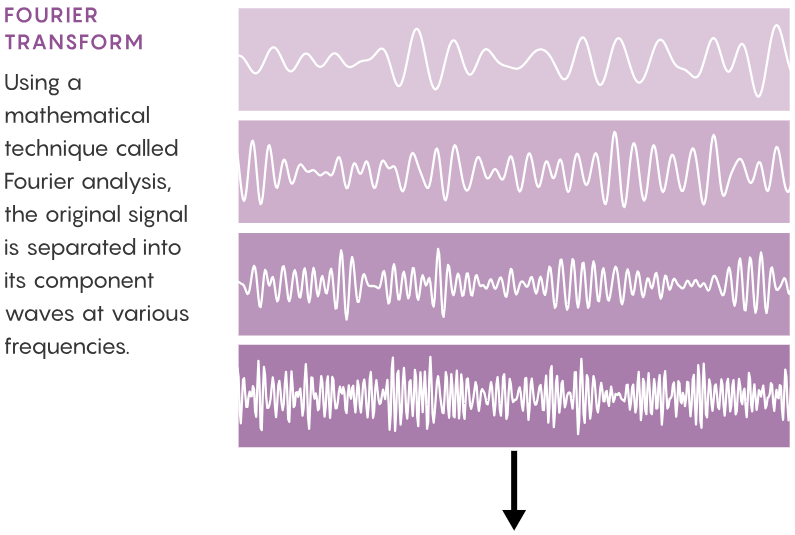 FOURIER
TRANSFORM
Using a
mathematical
technique called
Fourier analysis,
the original signal
is separated into
its component
waves at various
frequencies.